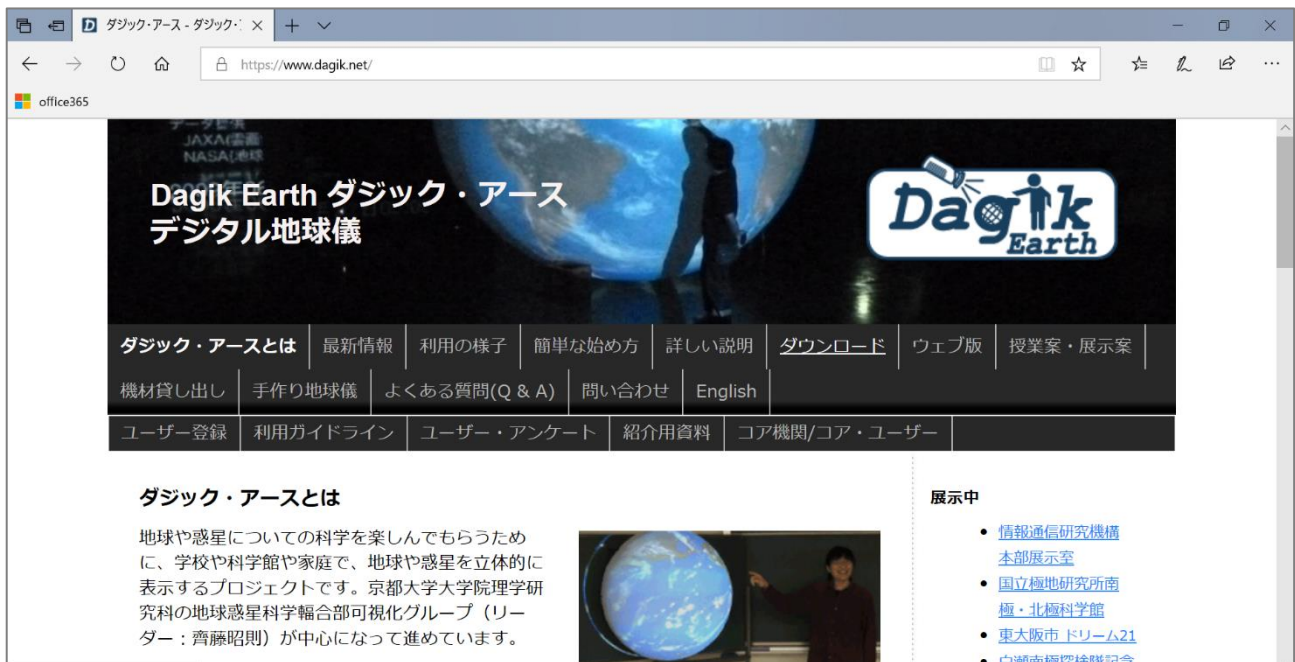 ダジック・アース - ダジック・
https://www.dagik.net/
office365
JAXA(雲画
NASA(地球
Dagik Earth ダジック・アース
デジタル地球儀
Dagik
Earth
ダジック・アースとは 最新情報 利用の様子 簡単な始め方 詳しい説明 ダウンロード ウェブ版 授業案・展示案
機材貸し出し 手作り地球儀 よくある質問(Q & A) 問い合わせ English
ユーザー登録 利用ガイドライン ユーザー・アンケート 紹介用資料 コア機関/コア・ユーザー
ダジック・アースとは
地球や惑星についての科学を楽しんでもらうため
に、学校や科学館や家庭で、地球や惑星を立体的に
表示するプロジェクトです。京都大学大学院理学研
究科の地球惑星科学輻合部可視化グループ（リー
ダー：齊藤昭則）が中心になって進めています。
展示中
情報通信研究機構
本部展示室
国立極地研究所南
極・北極科学館
東大阪市 ドリーム21
白瀬南極探検隊記念